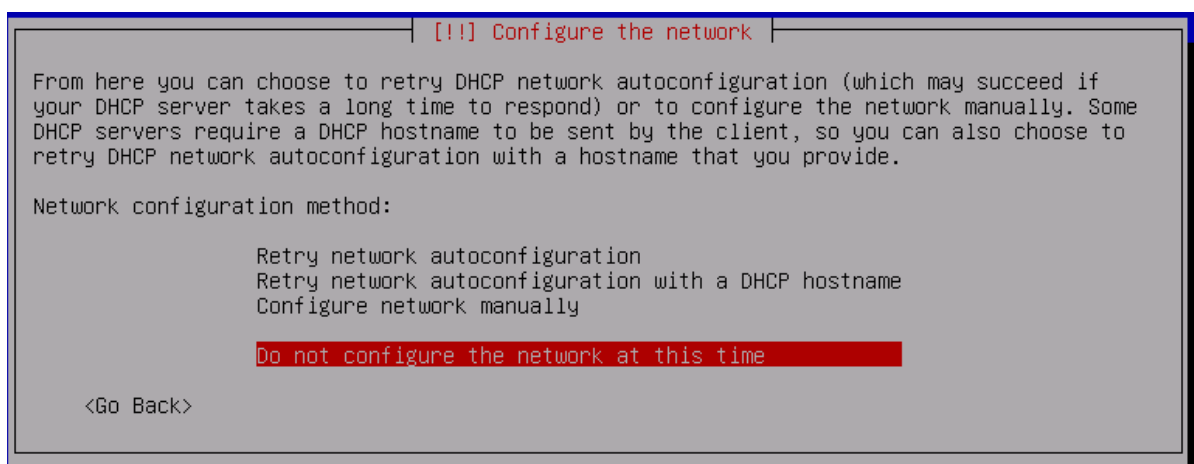 [!!] Configure the network
From here you can choose to retry DHCP network autoconfiguration (which may succeed if
your DHCP server takes a long time to respond) or to configure the network manually. Some
DHCP servers require a DHCP hostname to be sent by the client, so you can also choose to
retry DHCP network autoconfiguration with a hostname that you provide.
Network configuration method:
Retry network autoconfiguration
Retry network autoconfiguration with a DHCP hostname
Configure network manually
Do not configure the network at this time
<Go Back>